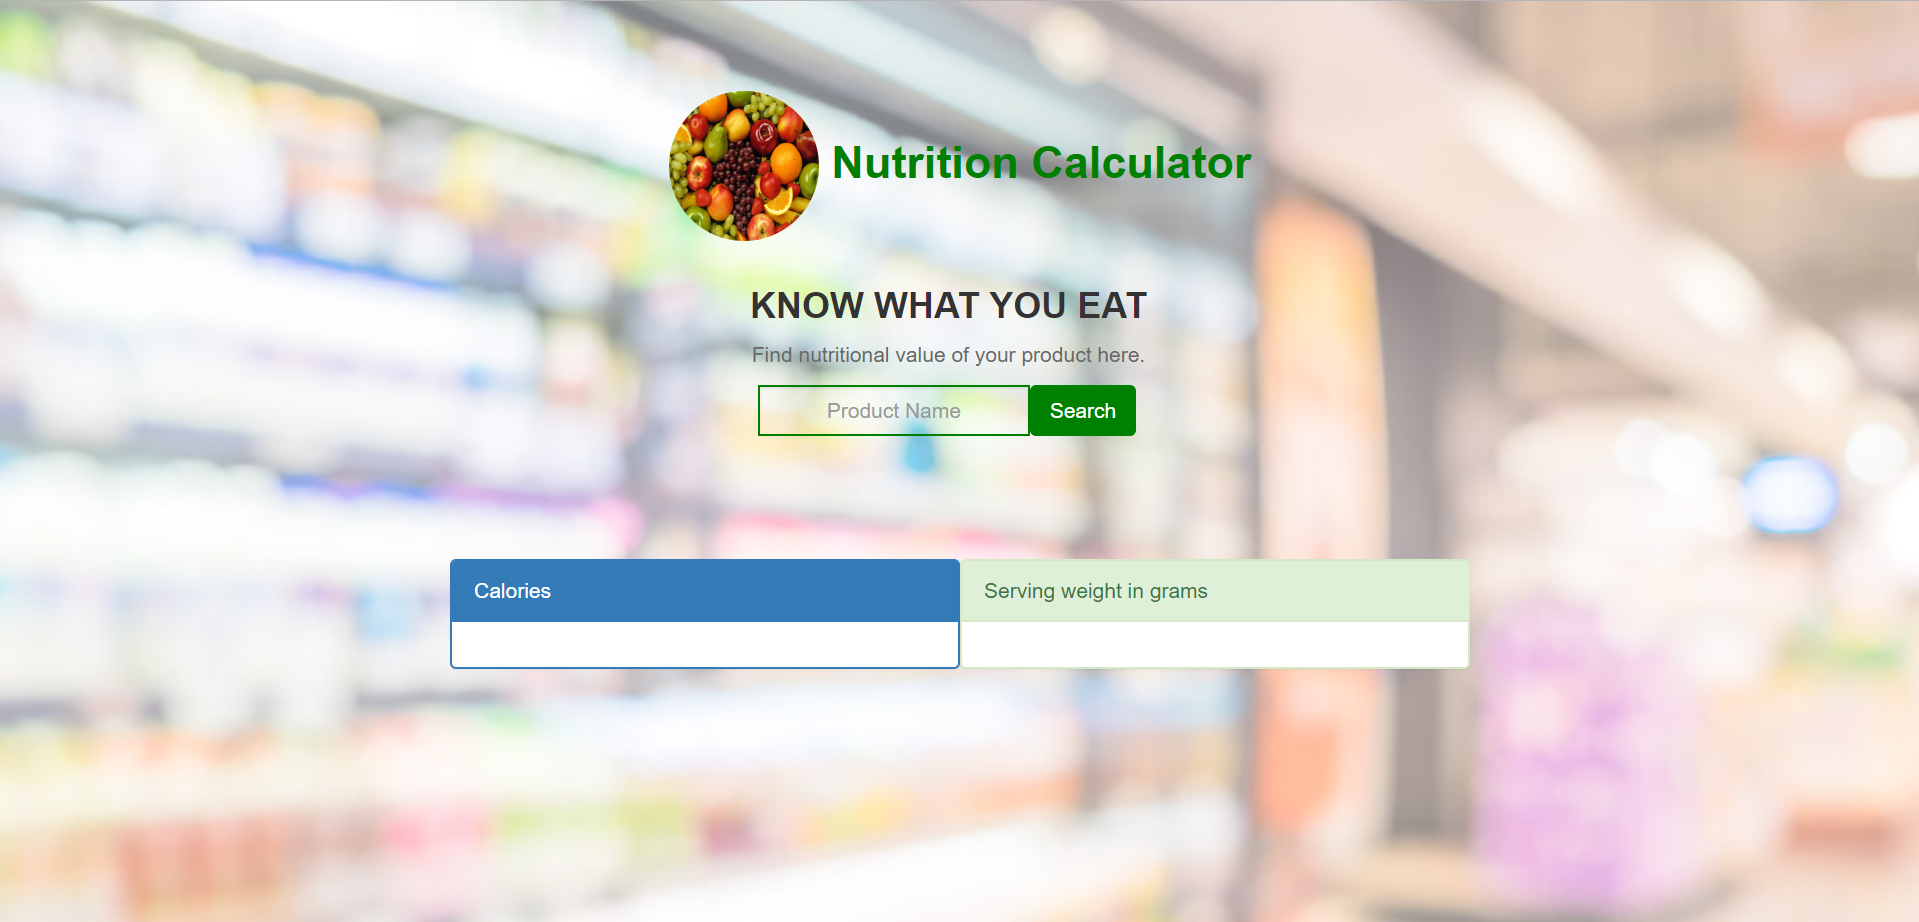 Nutrition Calculator
KNOW WHAT YOU EAT
Find nutritional value of your product here.
Product Name
Search
Calories
Serving weight in grams